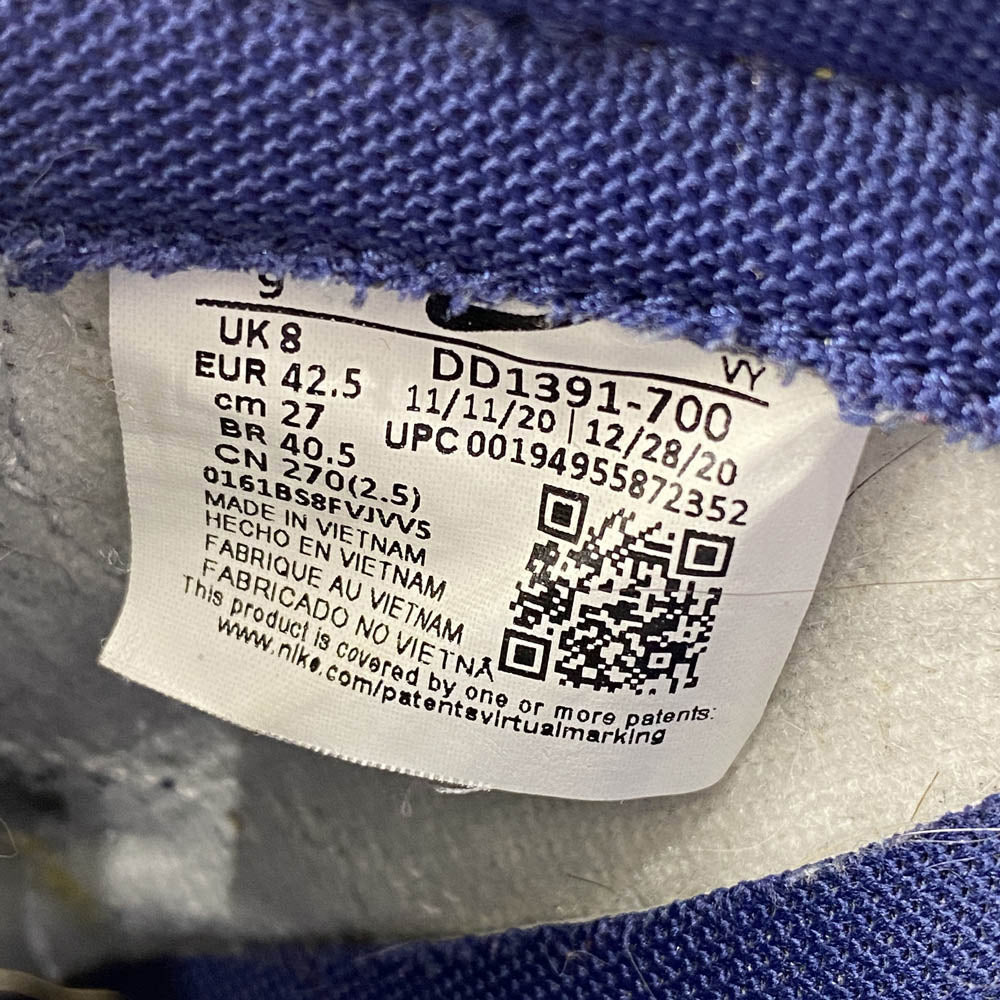 9
VY
UK 8
EUR 42.5
cm 27
BR 40.5
CN 270(2.5)
0161BS8FVJVV5
DD1391-700
11/11/20 | 12/28/20
UPC 00194955872352
MADE IN VIETNAM
HECHO EN VIETNAM
FABRIQUE AU VIETNAM
FABRICADO NO VIETNA
This product is covered by one or more patents:
www.nike.com/patentsvirtualmarking